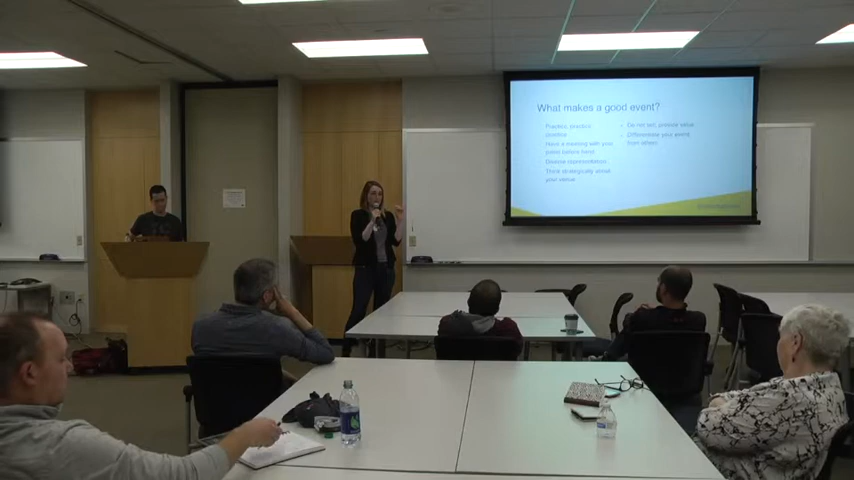 What makes a good event?
Practice, practice,
practice
Have a meeting with your
panel before hand.
Diverse representation.
Think strategically about
your venue.
Do not sell, provide value.
Differentiate your event
from others.